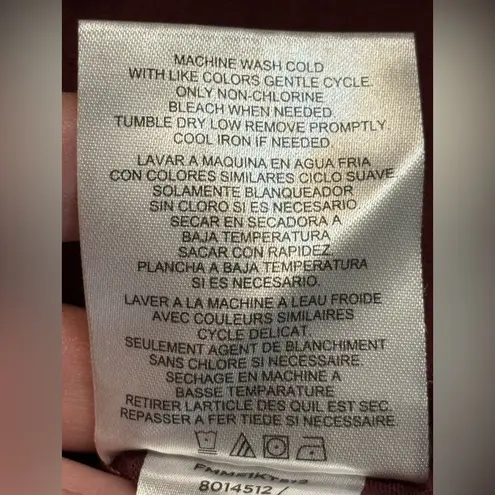 MACHINE WASH COLD
WITH LIKE COLORS GENTLE CYCLE.
ONLY NON-CHLORINE
BLEACH WHEN NEEDED
TUMBLE DRY LOW REMOVE PROMPTLY.
COOL IRON IF NEEDED
LAVAR A MAQUINA EN AGUA FRIA
CON COLORES SIMILARES CICLO SUAVE
SOLAMENTE BLANQUEADOR
SIN CLORO SI ES NECESARIO
SECAR EN SECADORA A
BAJA TEMPERATURA
SACAR CON RAPIDEZ.
PLANCHA A BAJA TEMPERATURA
SI ES NECESARIO.
LAVER A LA MACHINE A LEAU FROIDE
AVEC COULEURS SIMILAIRES
CYCLE DELICAT.
SEULEMENT AGENT DE BLANCHIMENT
SANS CHLORE SI NECESSAIRE.
SECHAGE EN MACHINE A
BASSE TEMPARATURE
RETIRER LARTICLE DES QUIL EST SEC.
REPASSER A FER TIEDE SI NECESSAIRE
8014512 /